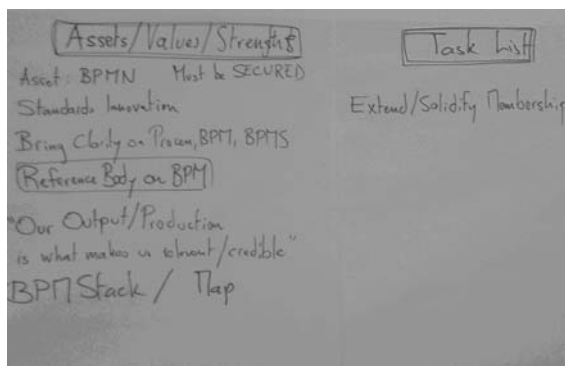 Assets/Values/Strengths
Asset: BPMN Must be SECURED
Standards Innovation
Bring Clarity on Process, BPM, BPMS
Reference Body on BPM
"Our Output/Production
is what makes us relevant/credible"
BPM Stack / Map
Task List
Extend/Solidify Membership